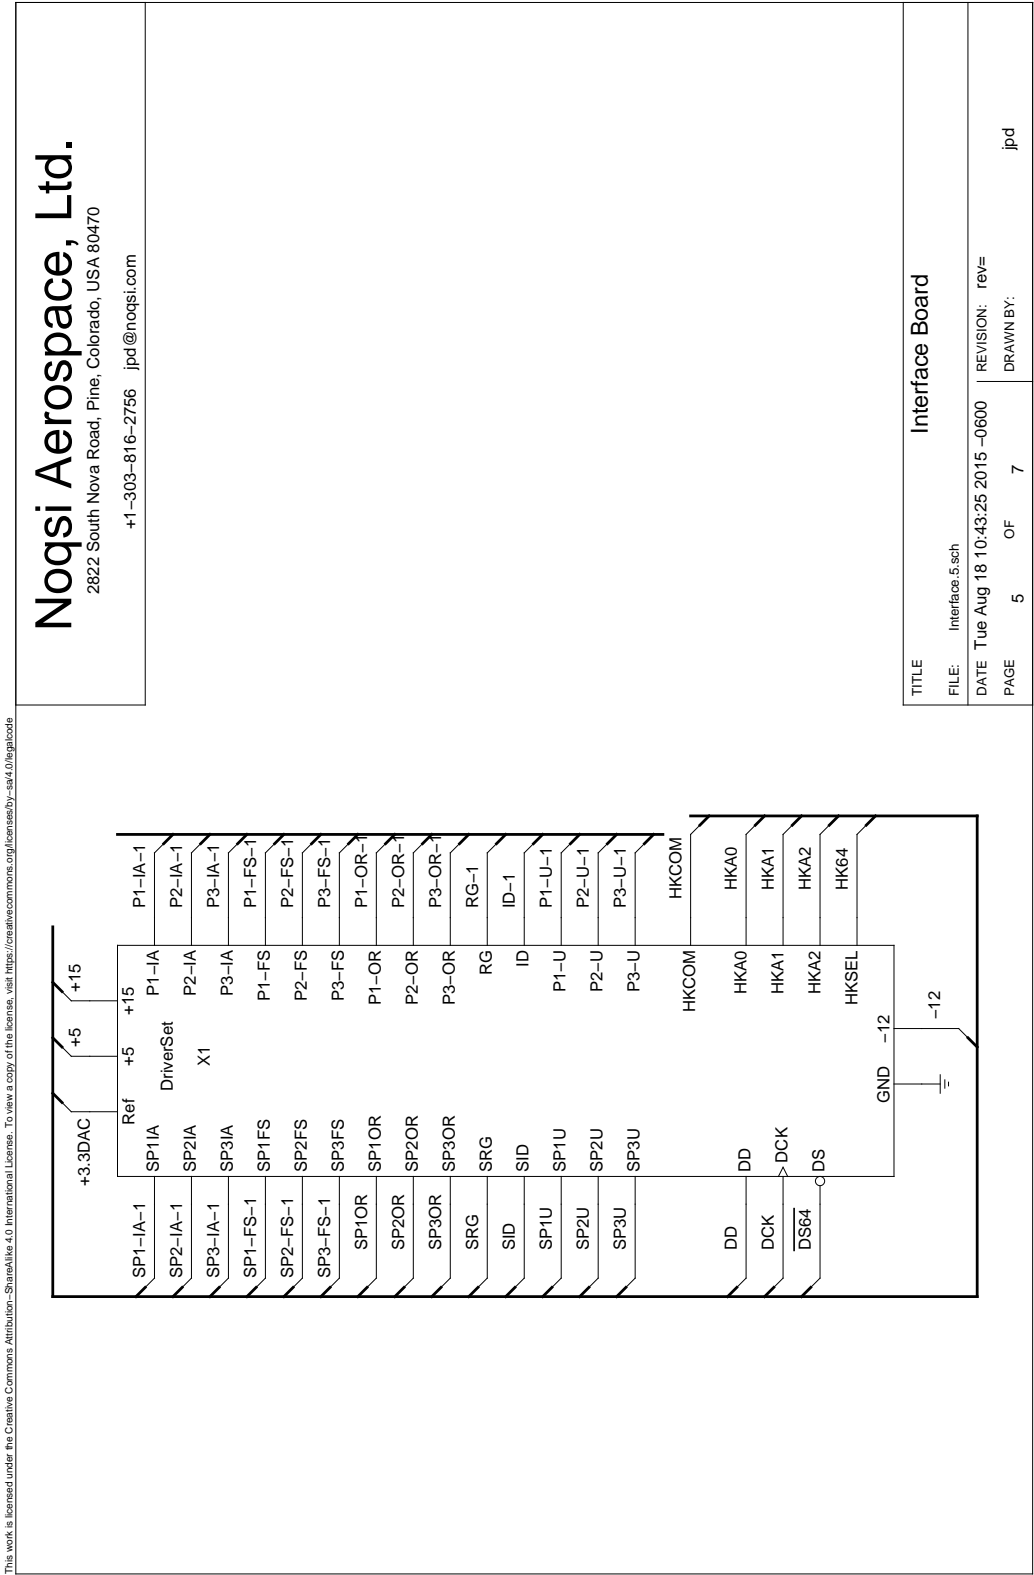 This work is licensed under the Creative Commons Attribution−ShareAlike 4.0 International License. To view a copy of the license, visit https://creativecommons.org/licenses/by−sa/4.0/legalcode
Noqsi Aerospace, Ltd.
2822 South Nova Road, Pine, Colorado, USA 80470
+1−303−816−2756 jpd@noqsi.com
+3.3DAC
+5
+15
Ref
+5
+15
DriverSet
X1
SP1−IA−1
SP1IA
P1−IA
P1−IA−1
SP2−IA−1
SP2IA
P2−IA
P2−IA−1
SP3−IA−1
SP3IA
P3−IA
P3−IA−1
SP1−FS−1
SP1FS
P1−FS
P1−FS−1
SP2−FS−1
SP2FS
P2−FS
P2−FS−1
SP3−FS−1
SP3FS
P3−FS
P3−FS−1
SP1OR
SP1OR
P1−OR
P1−OR−1
SP2OR
SP2OR
P2−OR
P2−OR−1
SP3OR
SP3OR
P3−OR
P3−OR−1
SRG
SRG
RG
RG−1
SID
SID
ID
ID−1
SP1U
SP1U
P1−U
P1−U−1
SP2U
SP2U
P2−U
P2−U−1
SP3U
SP3U
P3−U
P3−U−1
HKCOM
HKCOM
DD
DD
HKA0
HKA0
DCK
DCK
HKA1
HKA1
DS64
DS
HKA2
HKA2
HKSEL
HK64
GND
−12
−12
TITLE
Interface Board
FILE: Interface.5.sch
DATE Tue Aug 18 10:43:25 2015 −0600
REVISION: rev=
PAGE 5 OF 7
DRAWN BY: jpd